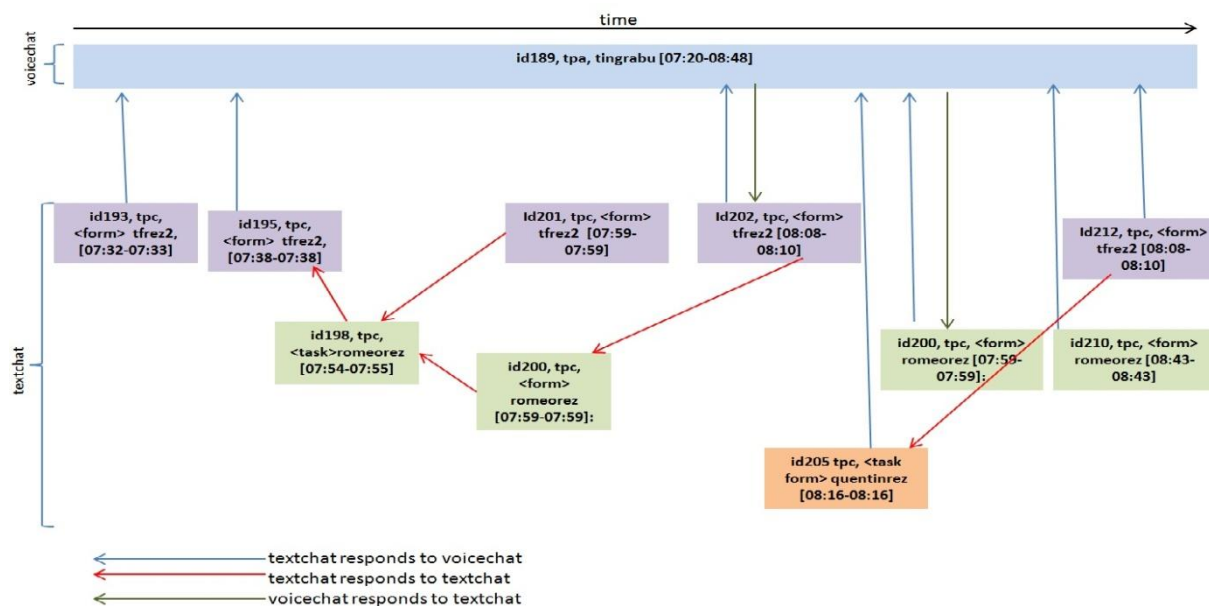 time
voicechat
id189, tpa, tingrabu [07:20-08:48]
textchat
id193, tpc,
<form> tfrez2,
[07:32-07:33]
id195, tpc,
<form> tfrez2,
[07:38-07:38]
Id201, tpc, <form>
tfrez2 [07:59-
07:59]
Id202, tpc, <form>
tfrez2 [08:08-
08:10]
Id212, tpc, <form>
tfrez2 [08:08-
08:10]
id198, tpc,
<task>romeorez
[07:54-07:55]
id200, tpc,
<form>
romeorez
[07:59-07:59]:
id200, tpc, <form>
romeorez [07:59-
07:59]:
id210, tpc, <form>
romeorez [08:43-
08:43]
id205 tpc, <task
form> quentinrez
[08:16-08:16]
textchat responds to voicechat
textchat responds to textchat
voicechat responds to textchat